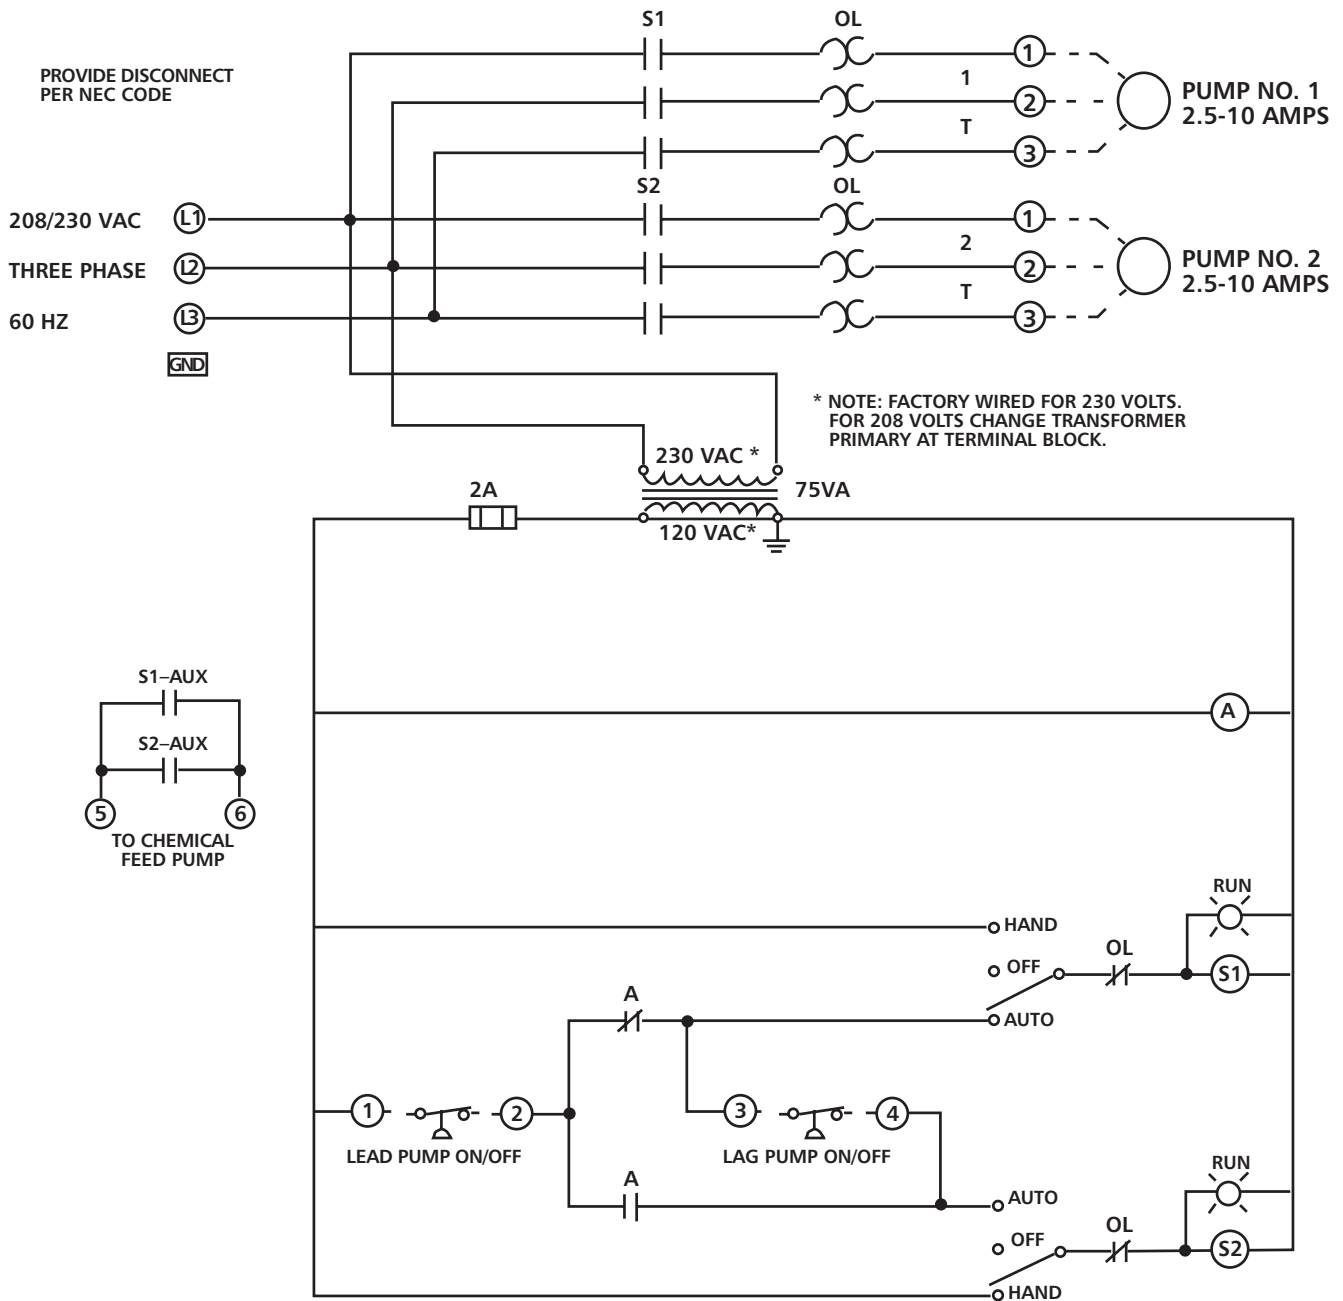 S1
OL
PROVIDE DISCONNECT
PER NEC CODE
1
1
2
T
3
PUMP NO. 1
2.5-10 AMPS
S2
OL
208/230 VAC
L1
1
THREE PHASE
L2
2
2
T
60 HZ
L3
3
PUMP NO. 2
2.5-10 AMPS
GND
* NOTE: FACTORY WIRED FOR 230 VOLTS.
FOR 208 VOLTS CHANGE TRANSFORMER
PRIMARY AT TERMINAL BLOCK.
230 VAC *
2A
75VA
120 VAC*
S1–AUX
A
S2–AUX
5
6
TO CHEMICAL
FEED PUMP
RUN
HAND
OL
OFF
S1
A
AUTO
1
2
3
4
LEAD PUMP ON/OFF
LAG PUMP ON/OFF
A
RUN
AUTO
OL
OFF
S2
HAND